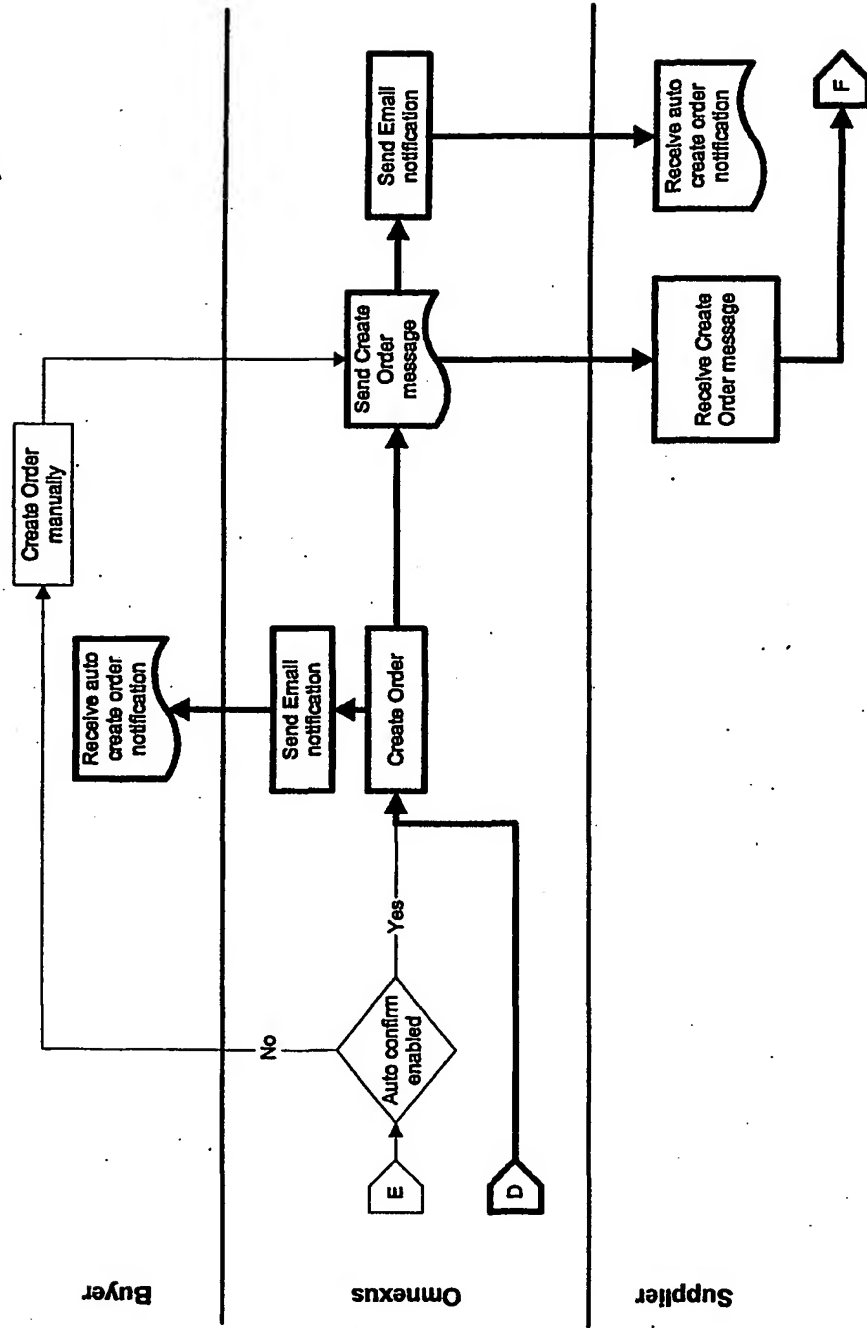 Buyer
Create Order
manually
Receive auto
create order
notification
No
Omnexus
Send Email
notification
E
Auto confirm
enabled
Yes
Create Order
Send Create
Order
message
Send Email
notification
D
Supplier
Receive Create
Order message
Receive auto
create order
notification
F